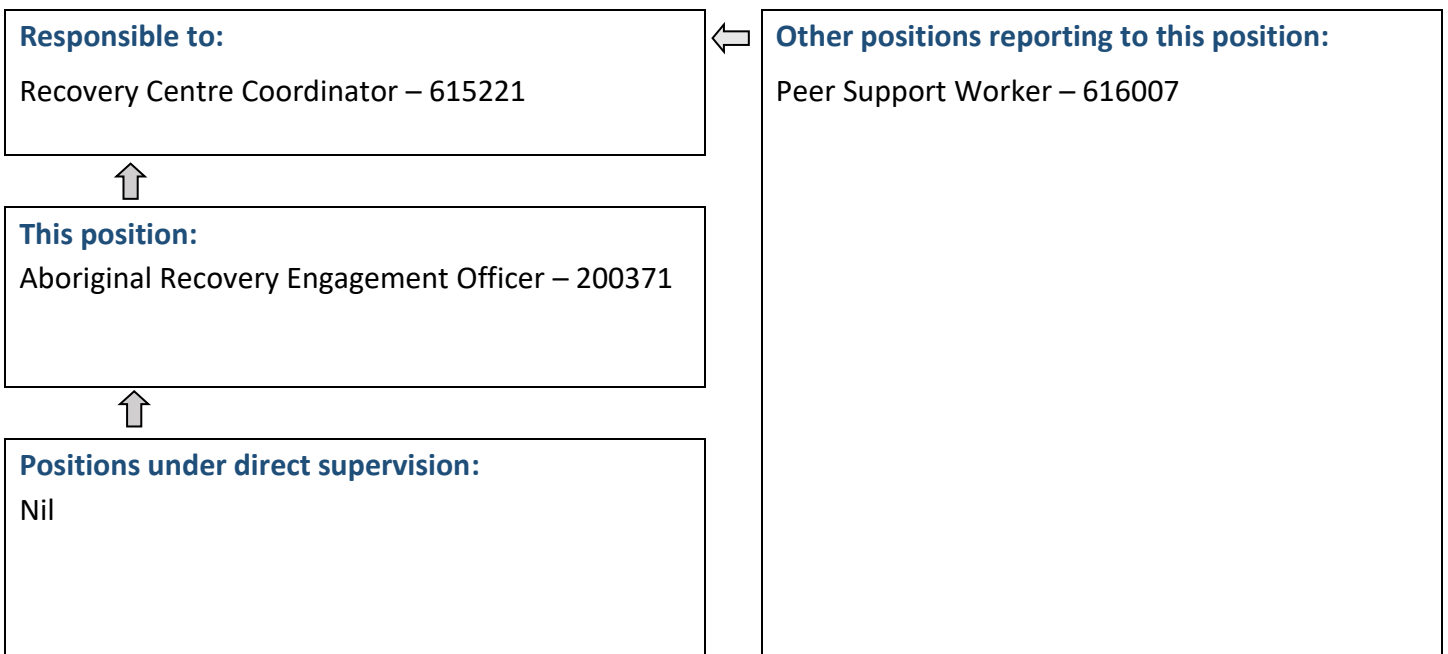 Responsible to:
Recovery Centre Coordinator – 615221
This position:
Aboriginal Recovery Engagement Officer – 200371
Positions under direct supervision:
Nil
Other positions reporting to this position:
Peer Support Worker – 616007